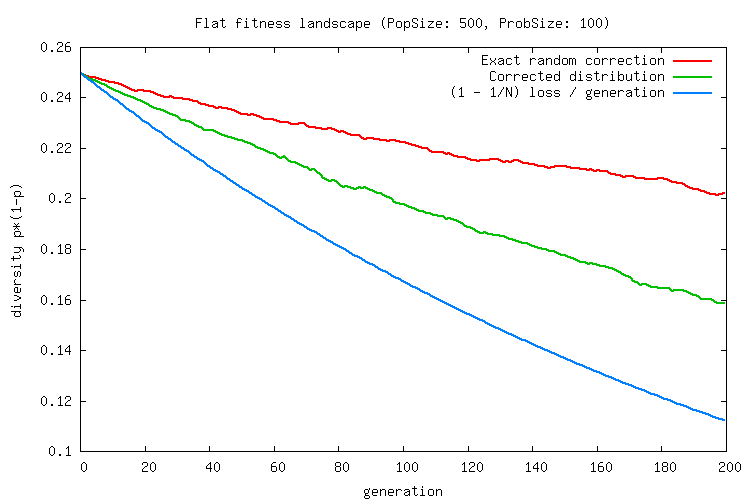 Flat fitness landscape (PopSize: 500, ProbSize: 100)
0.26
0.24
0.22
0.2
0.18
0.16
0.14
0.12
0.1
diversity p*(1-p)
Exact random correction
Corrected distribution
(1 - 1/N) loss / generation
0 20 40 60 80 100 120 140 160 180 200
generation